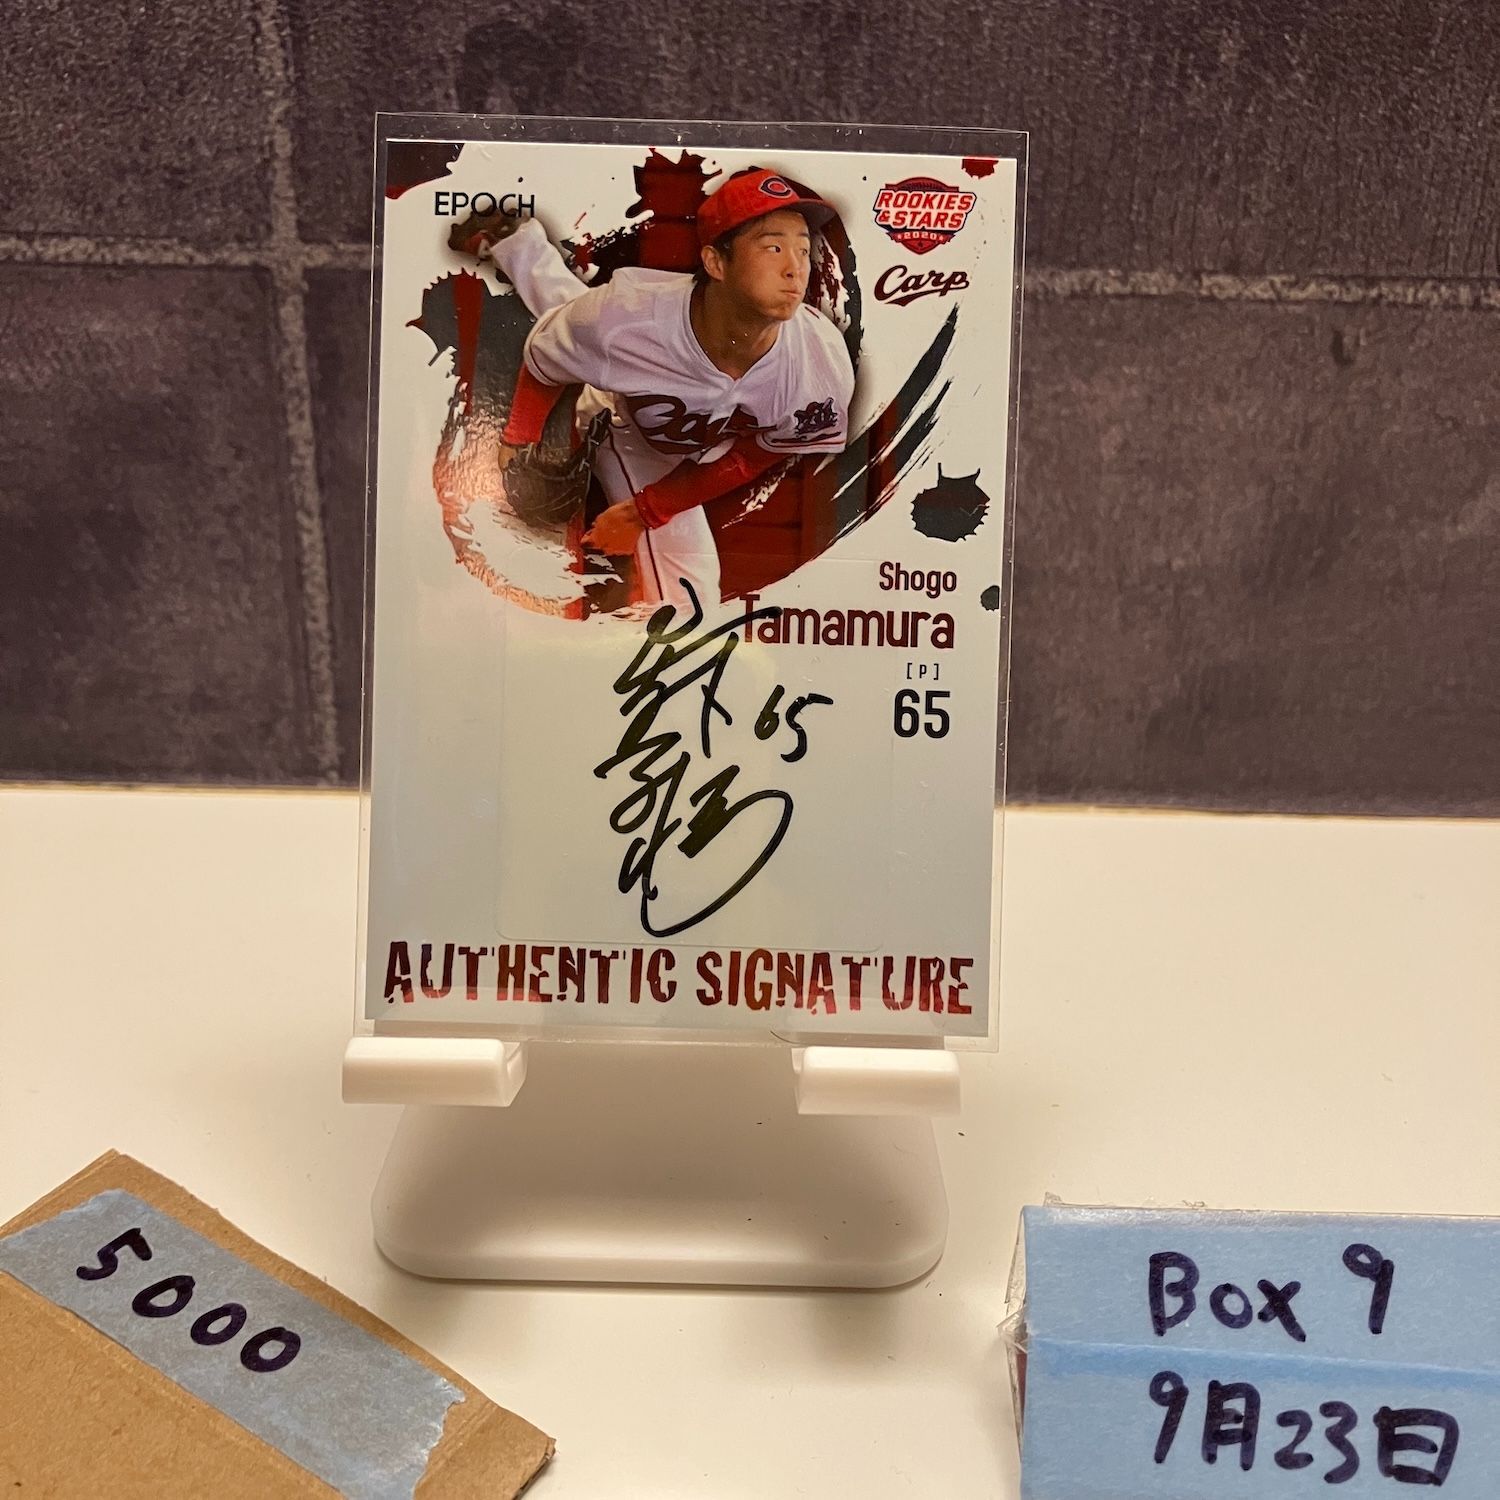 EPOCH
ROOKIES
& STARS
2020
Carp
C
Carp
Shogo
Tamamura
[P]
65
65
AUTHENTIC SIGNATURE
5000
Box 9
9月23日